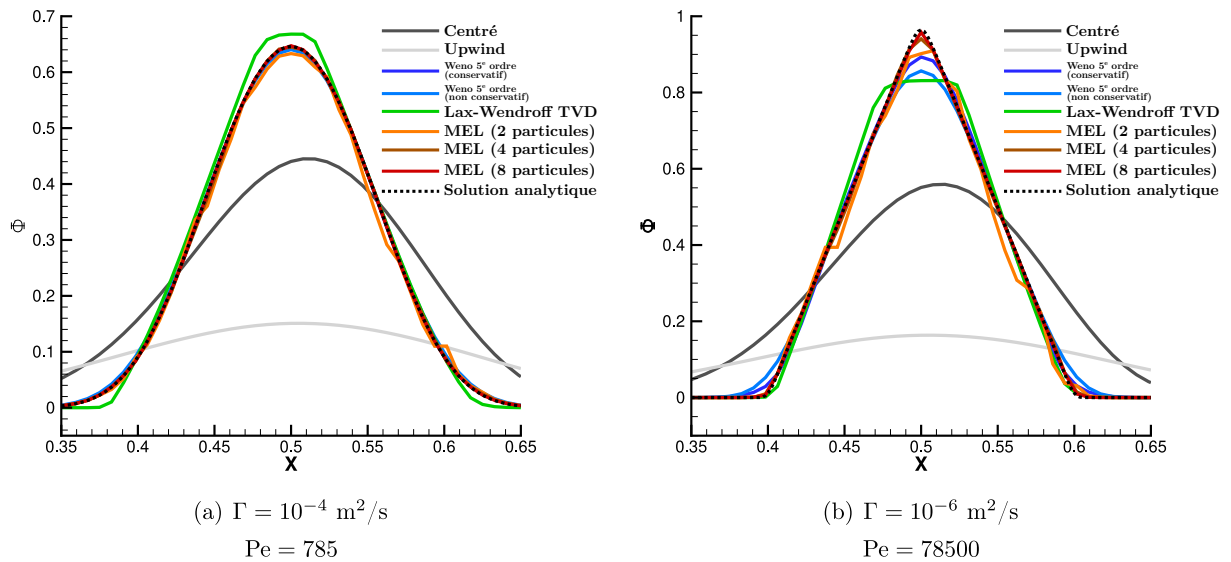 0.7
0.6
0.5
0.4
0.3
0.2
0.1
0
Φ
0.35
0.4
0.45
0.5
0.55
0.6
0.65
X
Centré
Upwind
Weno 5° ordre
(conservatif)
Weno 5° ordre
(non conservatif)
Lax-Wendroff TVD
MEL (2 particules)
MEL (4 particules)
MEL (8 particules)
Solution analytique
(a) Γ = 10⁻⁴ m²/s
Pe = 785
1
0.8
0.6
0.4
0.2
0
Φ
0.35
0.4
0.45
0.5
0.55
0.6
0.65
X
Centré
Upwind
Weno 5° ordre
(conservatif)
Weno 5° ordre
(non conservatif)
Lax-Wendroff TVD
MEL (2 particules)
MEL (4 particules)
MEL (8 particules)
Solution analytique
(b) Γ = 10⁻⁶ m²/s
Pe = 78500